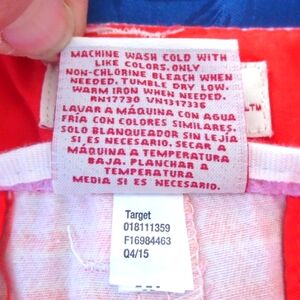 MACHINE WASH COLD WITH
LIKE COLORS. ONLY
NON-CHLORINE BLEACH WHEN
NEEDED. TUMBLE DRY LOW.
WARM IRON WHEN NEEDED.
RN17730 VN1317336
LAVAR A MÁQUINA CON AGUA
FRÍA CON COLORES SIMILARES.
SOLO BLANQUEADOR SIN LEJÍA
SI ES NECESARIO. SECAR A
MÁQUINA A TEMPERATURA
BAJA. PLANCHAR A
TEMPERATURA
MEDIA SI ES NECESARIO.
TM
Target
018111359
F16984463
Q4/15